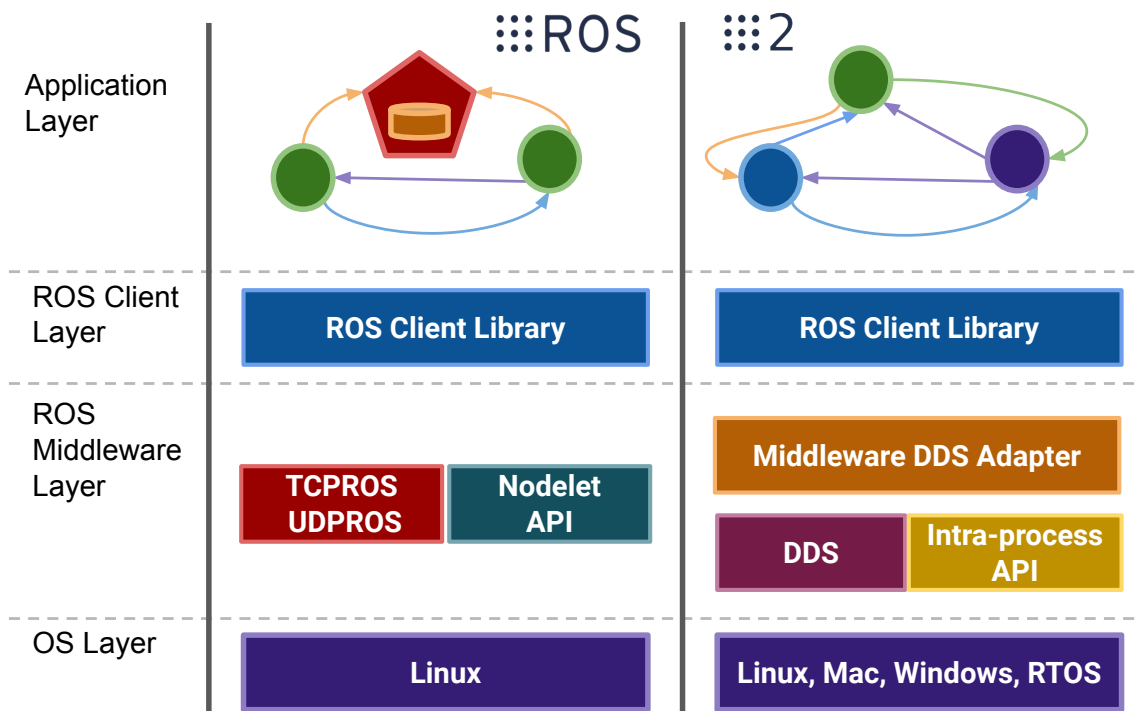 ROS
2
Application
Layer
ROS Client
Layer
ROS Client Library
ROS Client Library
ROS
Middleware
Layer
TCPROS
UDPROS
Nodelet
API
Middleware DDS Adapter
DDS
Intra-process
API
OS Layer
Linux
Linux, Mac, Windows, RTOS